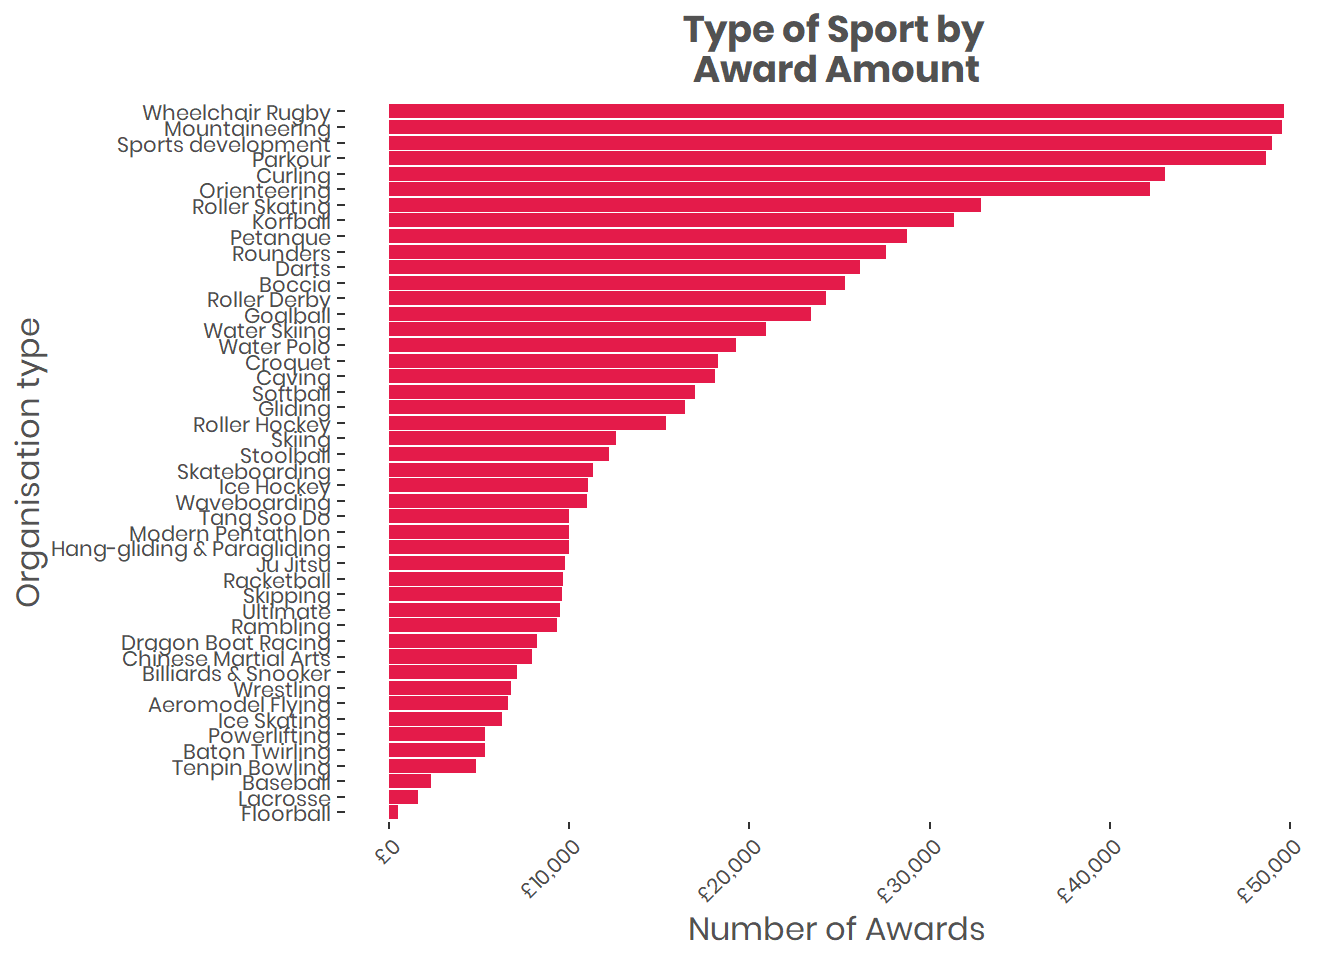 Type of Sport by
Award Amount
Organisation type
Wheelchair Rugby
Mountaineering
Sports development
Parkour
Curling
Orienteering
Roller Skating
Korfball
Petanque
Rounders
Darts
Boccia
Roller Derby
Goalball
Water Skiing
Water Polo
Croquet
Caving
Softball
Gliding
Roller Hockey
Skiing
Stoolball
Skateboarding
Ice Hockey
Waveboarding
Tang Soo Do
Modern Pentathlon
Hang-gliding & Paragliding
Ju Jitsu
Racketball
Skipping
Ultimate
Rambling
Dragon Boat Racing
Chinese Martial Arts
Billiards & Snooker
Wrestling
Aeromodel Flying
Ice Skating
Powerlifting
Baton Twirling
Tenpin Bowling
Baseball
Lacrosse
Floorball
£0
£10,000
£20,000
£30,000
£40,000
£50,000
Number of Awards